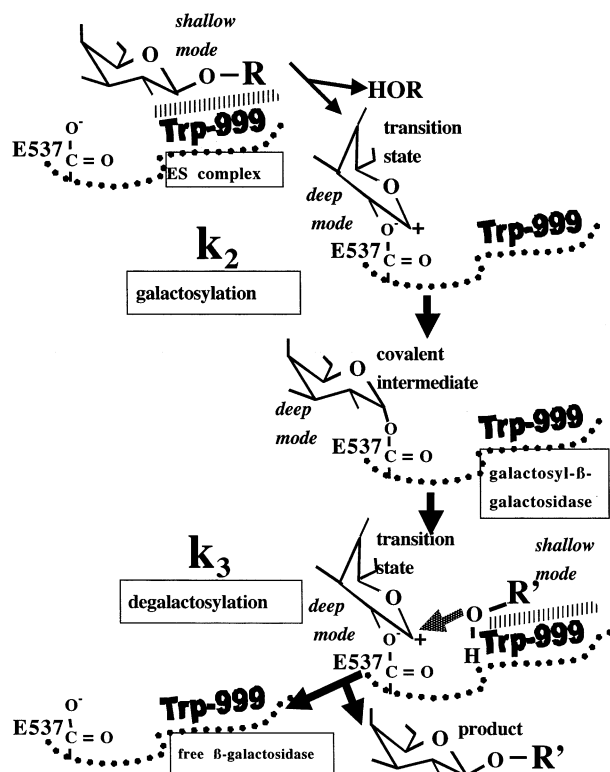 shallow
mode
O
O–R
HOR
Trp-999
O-
E537
C=O
ES complex
transition
state
O
deep
mode
O-
+
E537
C=O
Trp-999
k2
galactosylation
covalent
intermediate
O
deep
mode
O
E537
C=O
Trp-999
galactosyl-ß-
galactosidase
k3
degalactosylation
transition
state
O
deep
mode
O-
+
E537
C=O
shallow
mode
R'
O
H
Trp-999
O-
E537
C=O
Trp-999
free ß-galactosidase
product
O
O–R'